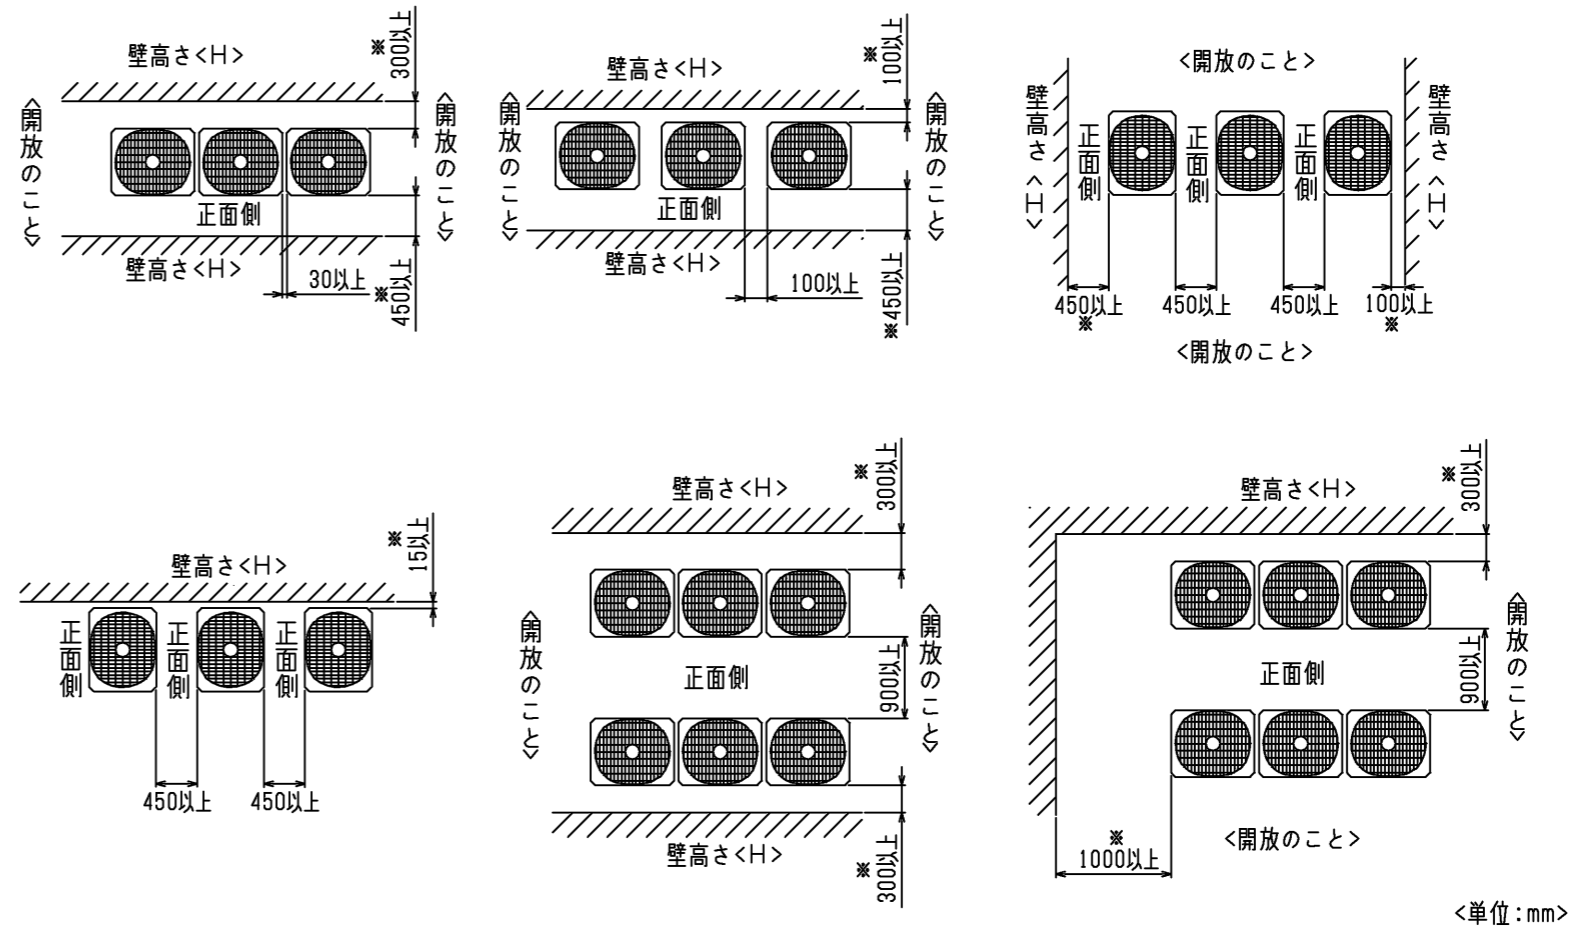 壁高さ<H>
※
300以上
<開放のこと>
<開放のこと>
正面側
壁高さ<H>
30以上
※
450以上
壁高さ<H>
※
100以上
<開放のこと>
<開放のこと>
正面側
壁高さ<H>
100以上
※450以上
<開放のこと>
壁高さ<H>
正面側
正面側
正面側
壁高さ<H>
450以上
※
450以上
450以上
100以上
※
<開放のこと>
壁高さ<H>
※
15以上
正面側
正面側
正面側
450以上
450以上
壁高さ<H>
※
300以上
<開放のこと>
正面側
900以上
<開放のこと>
壁高さ<H>
※
300以上
壁高さ<H>
※
300以上
正面側
900以上
<開放のこと>
※
1000以上
<開放のこと>
<単位:mm>